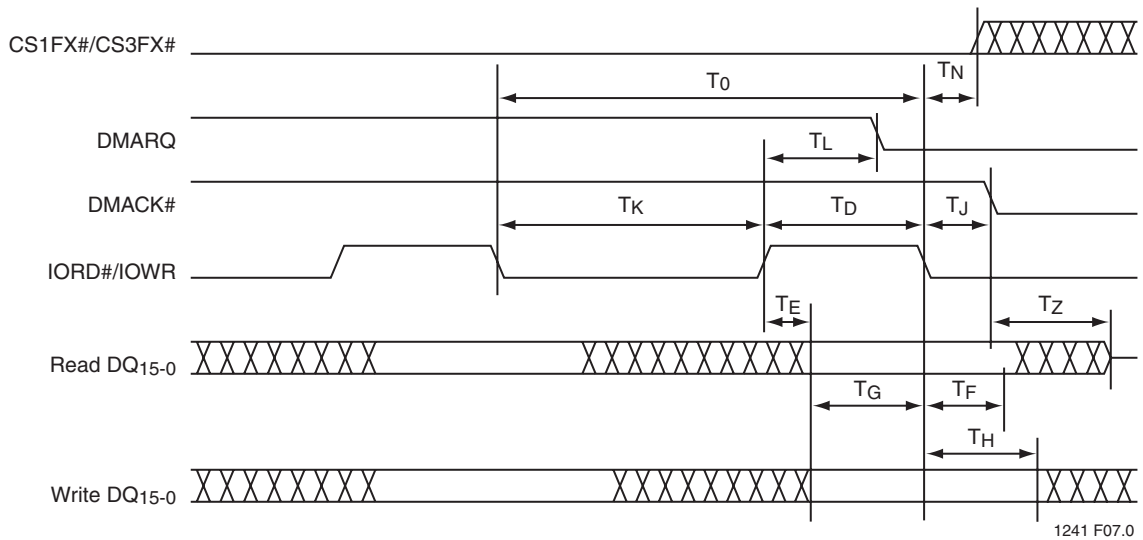 CS1FX#/CS3FX#
TN
T0
DMARQ
TL
DMACK#
TK
TD
TJ
IORD#/IOWR
TE
TZ
Read DQ15-0
TG
TF
TH
Write DQ15-0
1241 F07.0